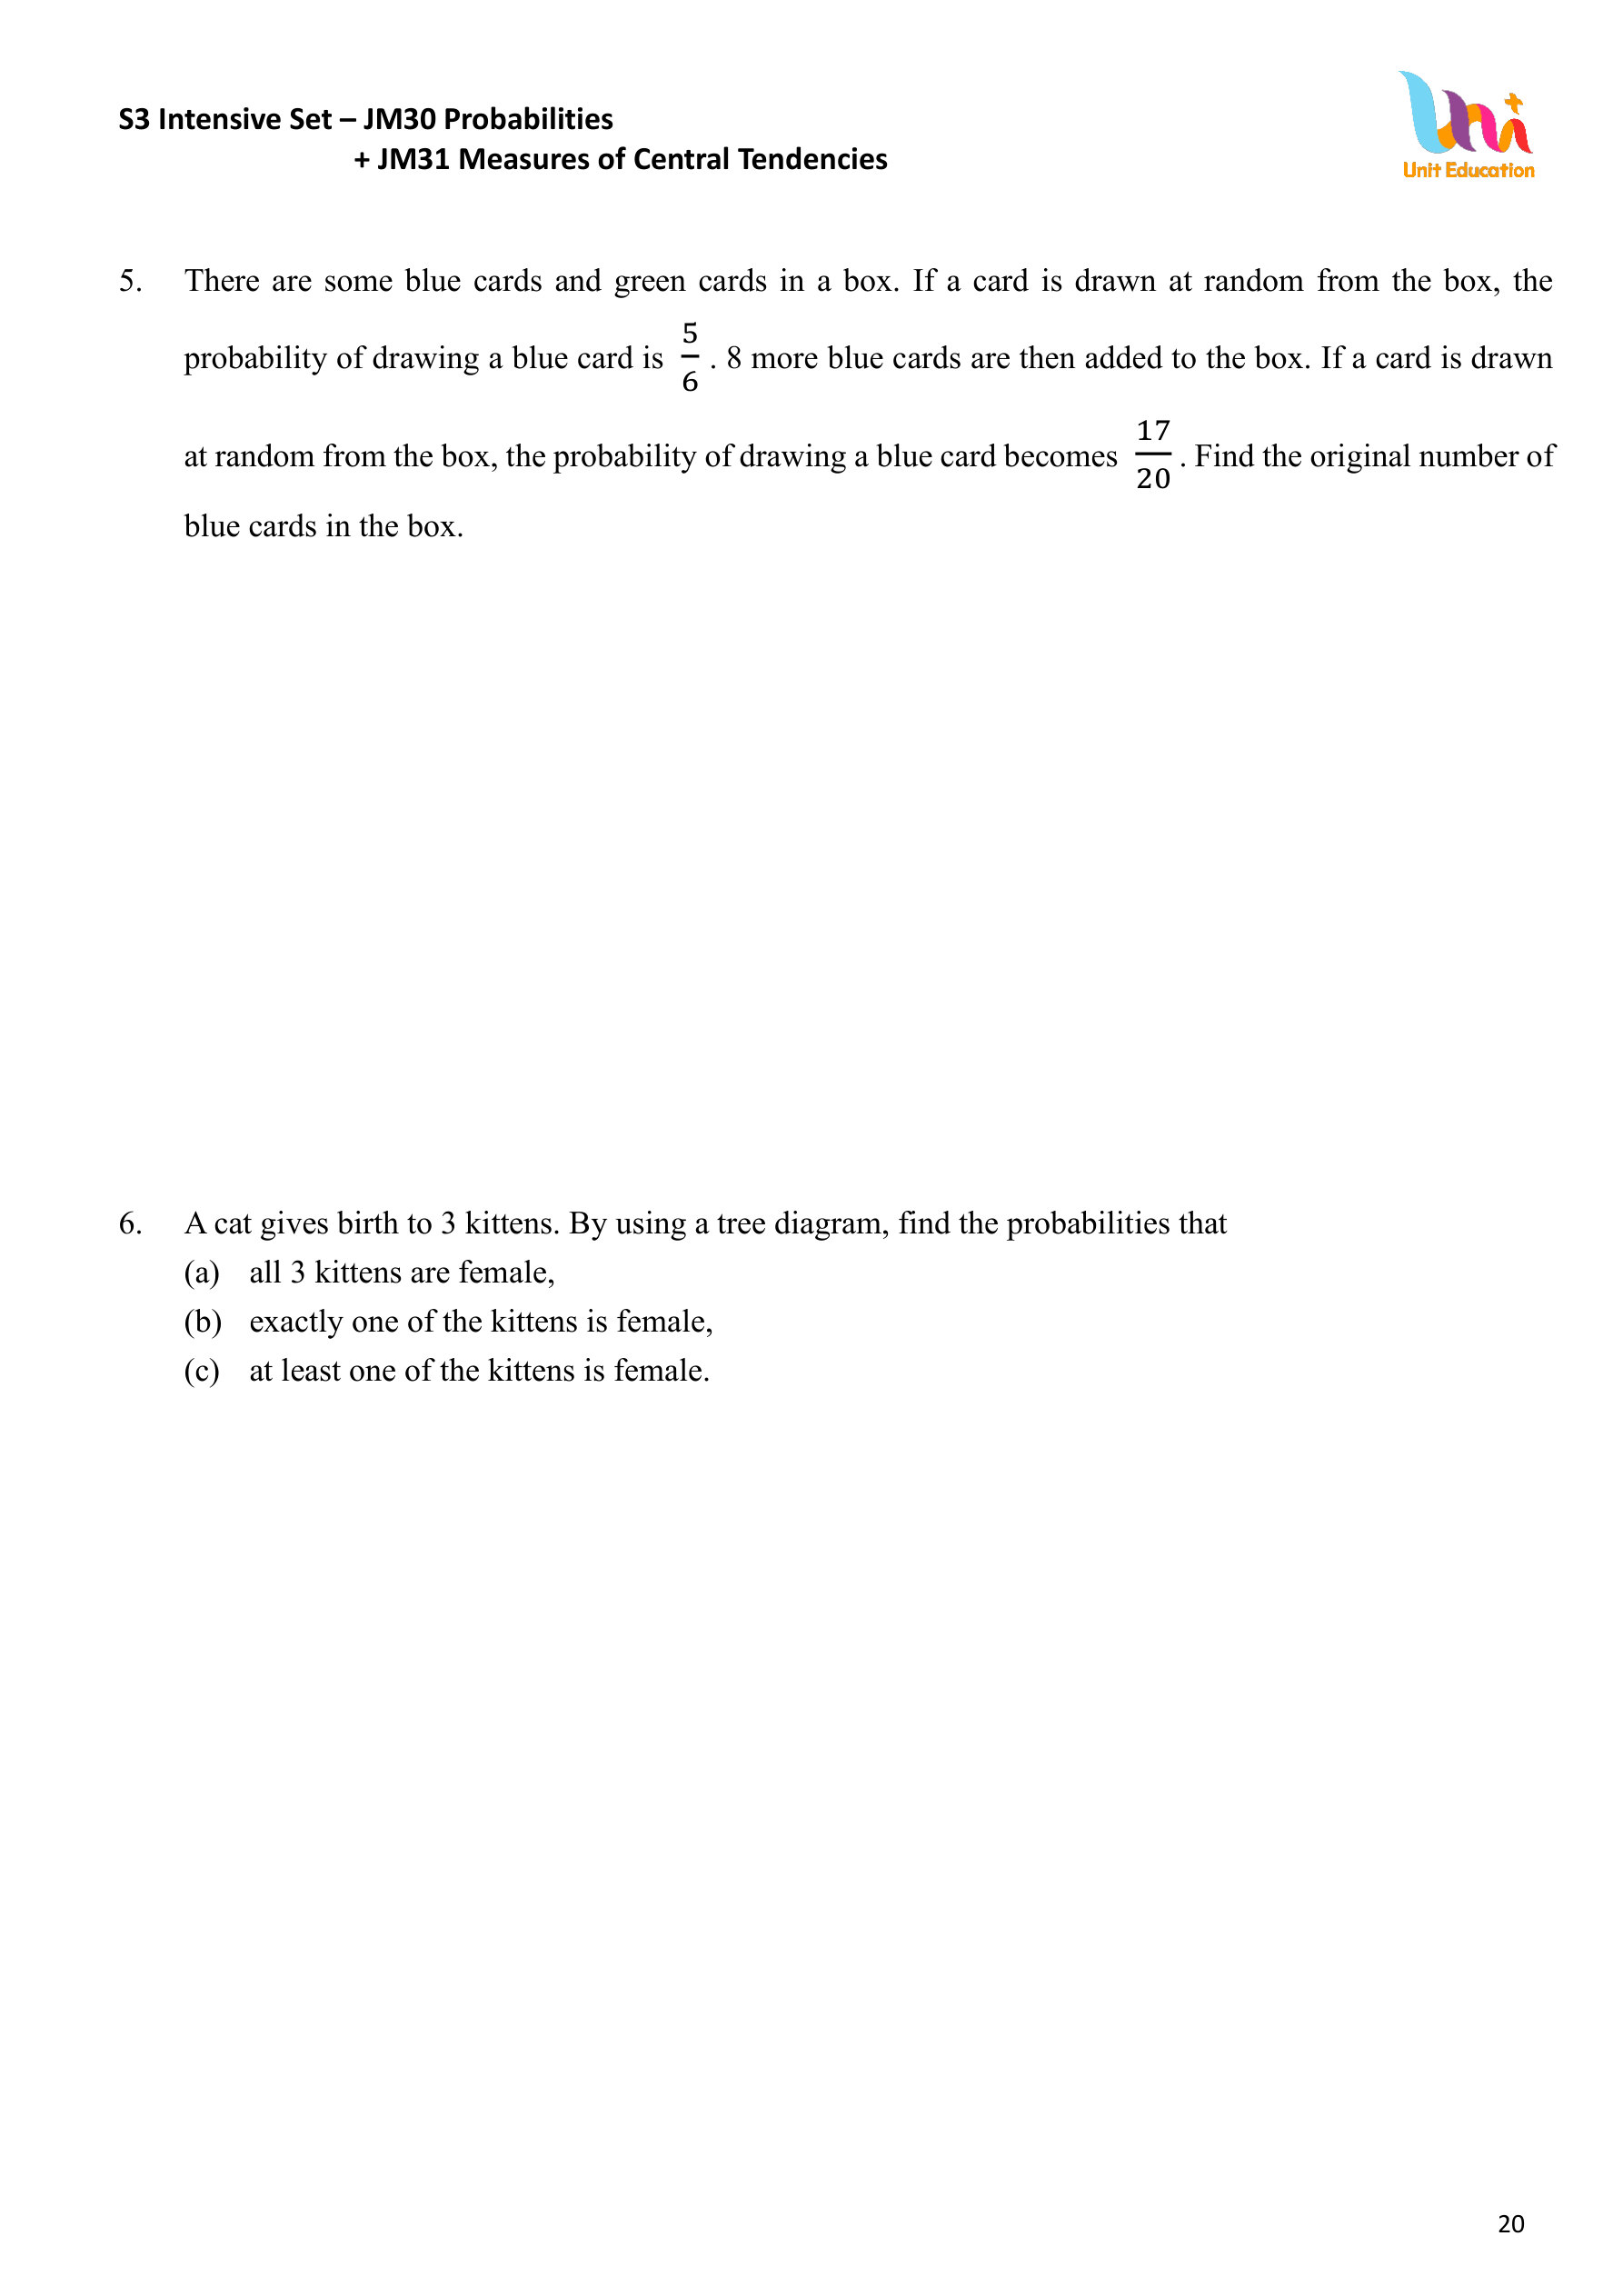 S3 Intensive Set – JM30 Probabilities
+ JM31 Measures of Central Tendencies
Unit Education
5. There are some blue cards and green cards in a box. If a card is drawn at random from the box, the
probability of drawing a blue card is 5/6 . 8 more blue cards are then added to the box. If a card is drawn
at random from the box, the probability of drawing a blue card becomes 17/20 . Find the original number of
blue cards in the box.
6. A cat gives birth to 3 kittens. By using a tree diagram, find the probabilities that
(a) all 3 kittens are female,
(b) exactly one of the kittens is female,
(c) at least one of the kittens is female.
20